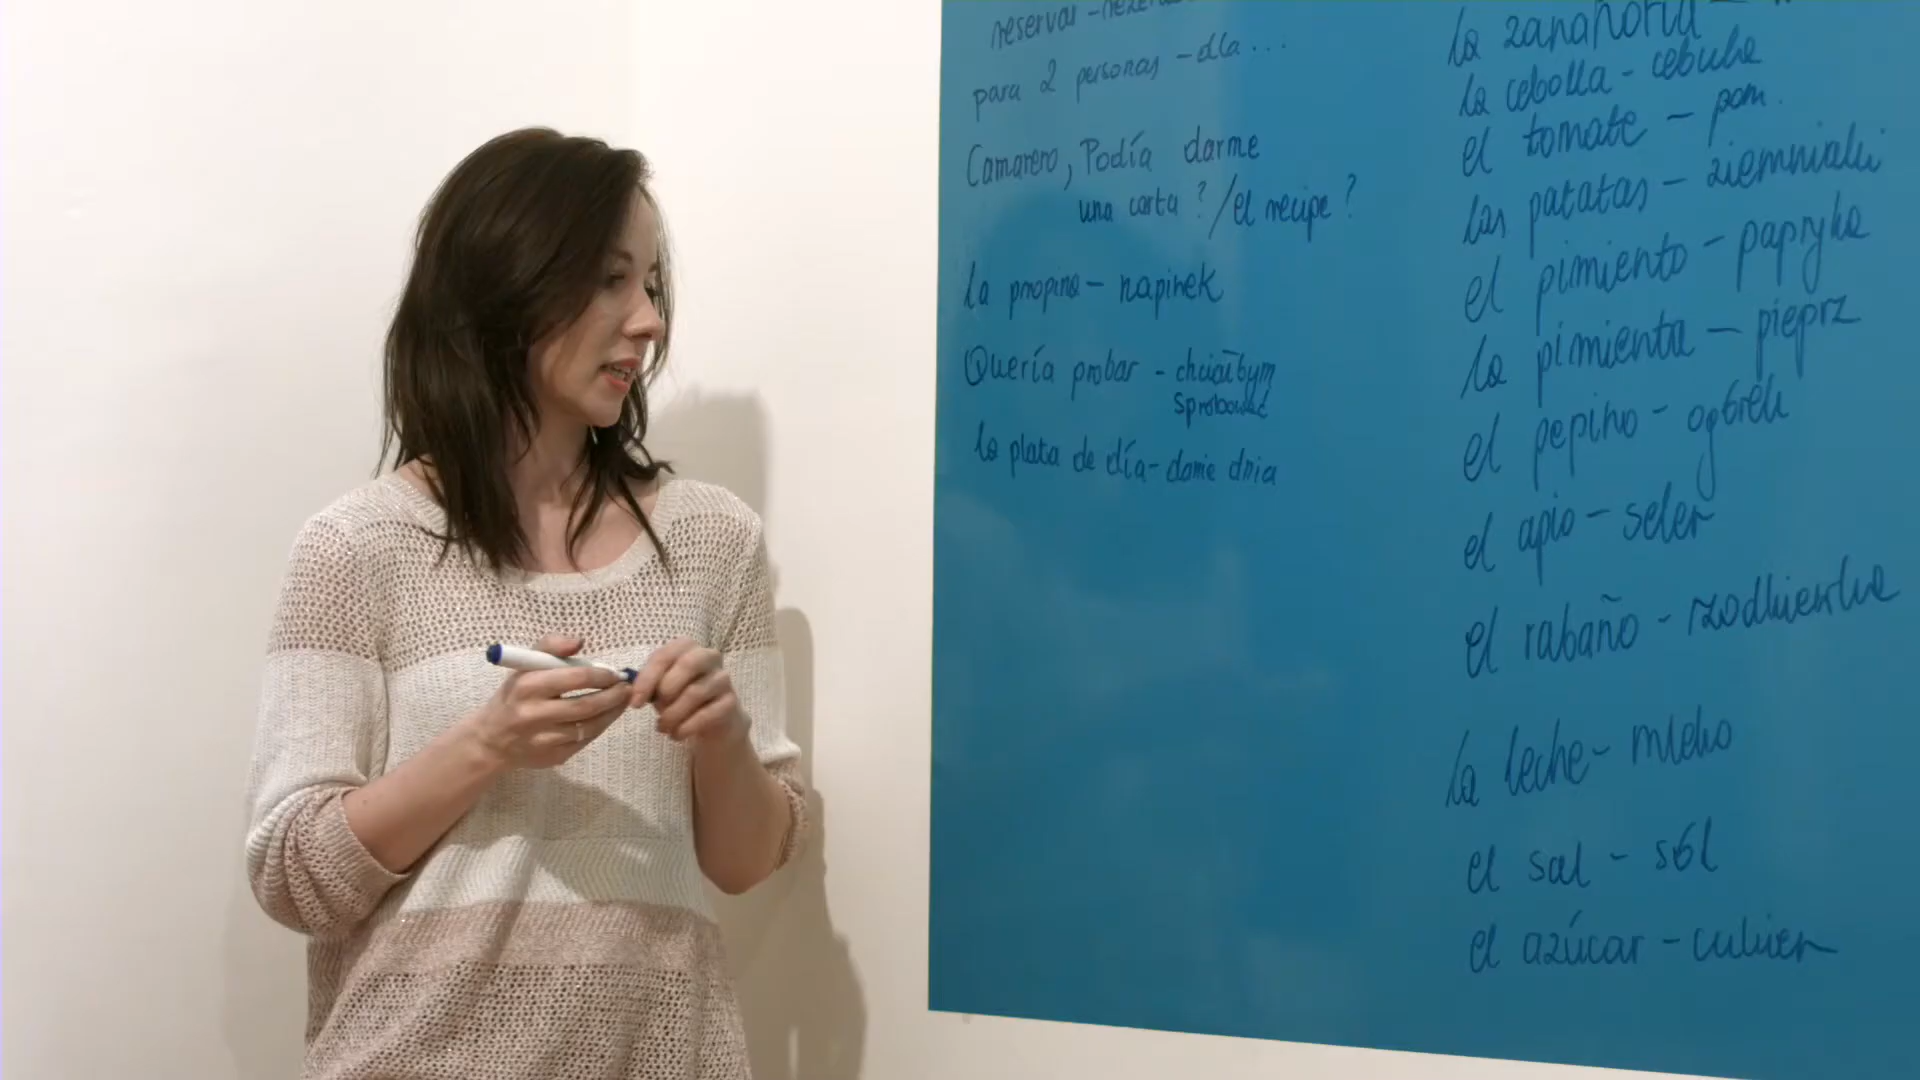 reservar -
para 2 personas - dla...
Camarero, Podía darme
una carta? / el recipe?
la propina - napiwek
Quería probar - chciałbym
spróbować
la plata de día - danie dnia
la zanahoria -
la cebolla - cebula
el tomate - pom.
las patatas - ziemniaki
el pimiento - papryka
la pimienta - pieprz
el pepino - ogórek
el apio - seler
el rabaño - rzodkiewka
la leche - mleko
el sal - sól
el azúcar - cukier